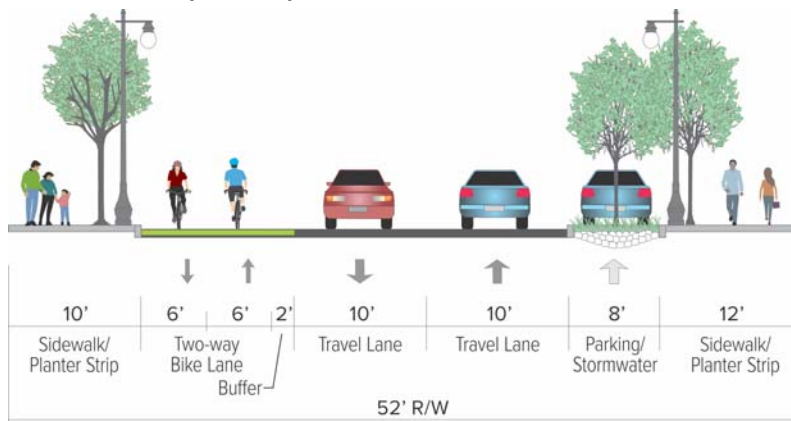 10’ 6’ 6’ 2’ 10’ 10’ 8’ 12’
Sidewalk/
Planter Strip
Two-way
Bike Lane
Buffer
Travel Lane
Travel Lane
Parking/
Stormwater
Sidewalk/
Planter Strip
52’ R/W